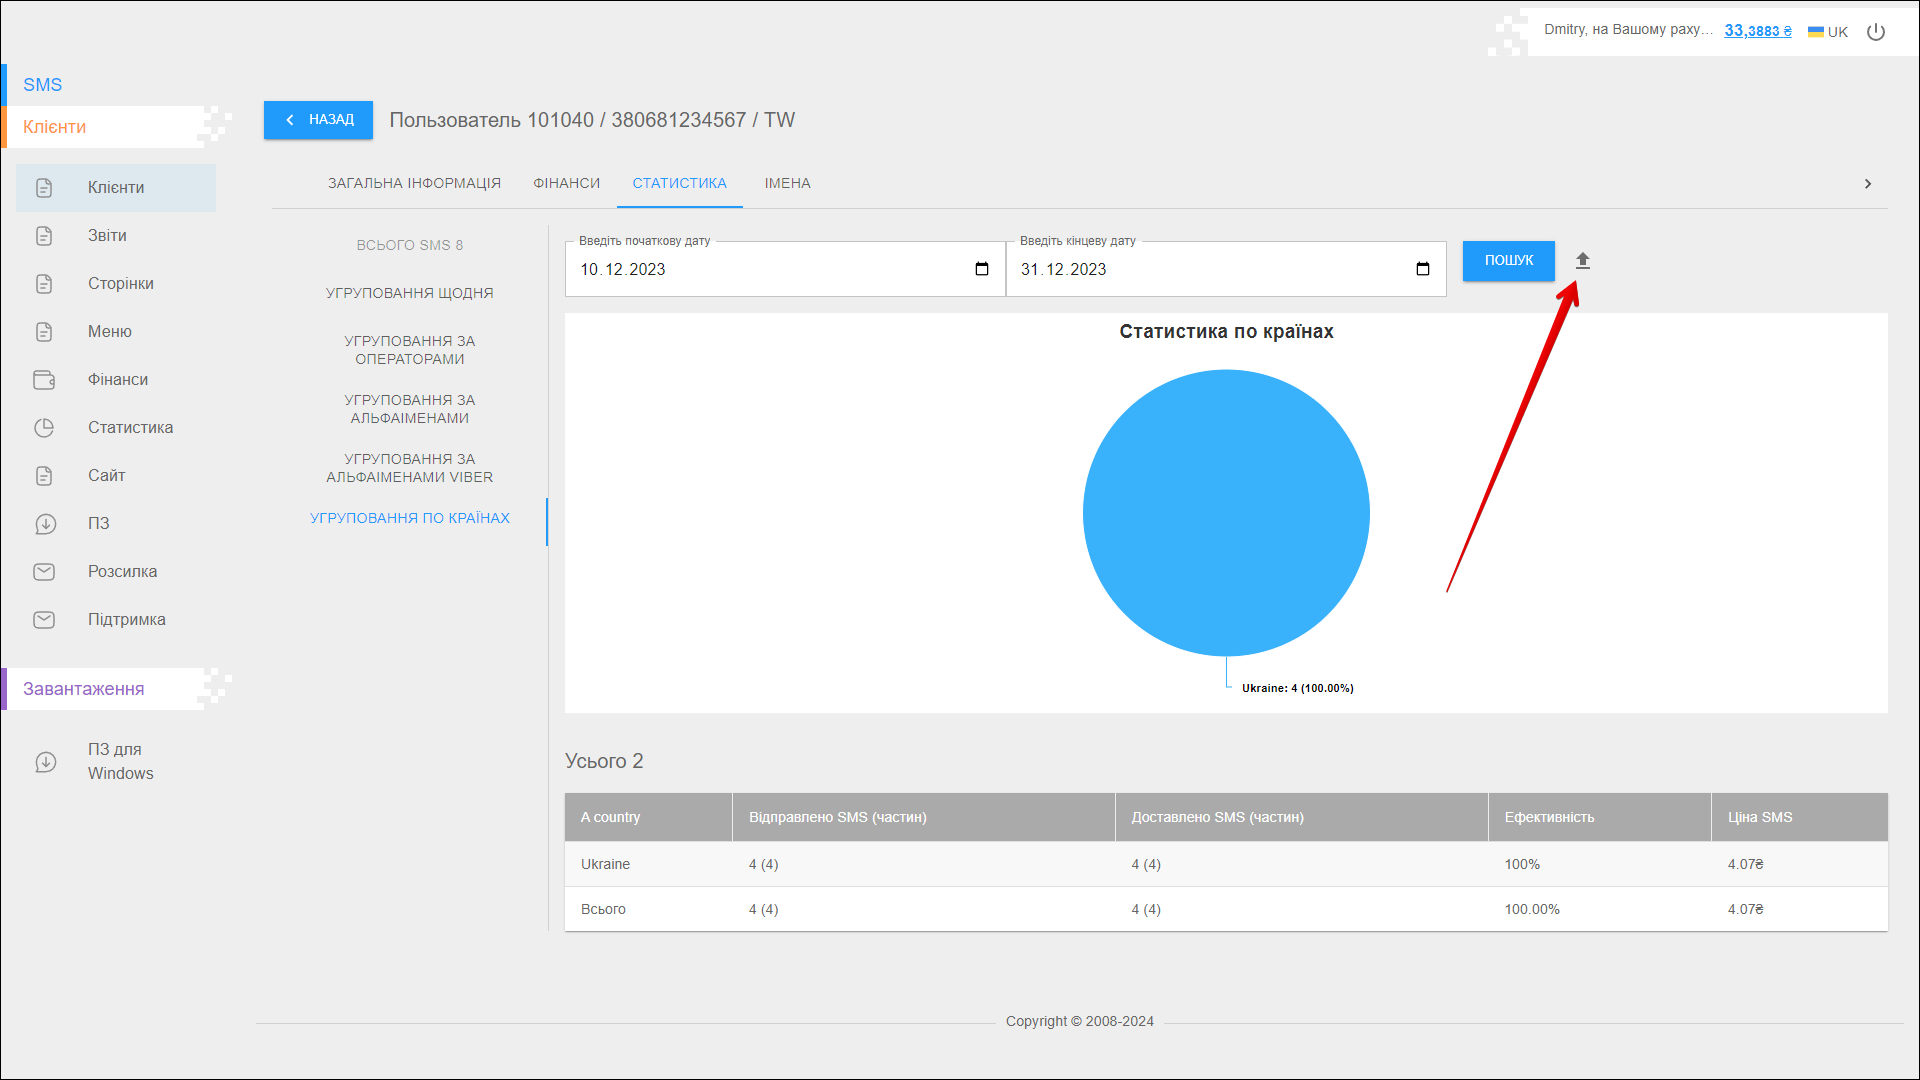 Dmitry, на Вашому раху... 33,3883 ₴ UK
SMS
Клієнти
Клієнти
Звіти
Сторінки
Меню
Фінанси
Статистика
Сайт
ПЗ
Розсилка
Підтримка
Завантаження
ПЗ для
Windows
НАЗАД
Пользователь 101040 / 380681234567 / TW
ЗАГАЛЬНА ІНФОРМАЦІЯ ФІНАНСИ СТАТИСТИКА ІМЕНА
ВСЬОГО SMS 8
УГРУПОВАННЯ ЩОДНЯ
УГРУПОВАННЯ ЗА
ОПЕРАТОРАМИ
УГРУПОВАННЯ ЗА
АЛЬФАІМЕНАМИ
УГРУПОВАННЯ ЗА
АЛЬФАІМЕНАМИ VIBER
УГРУПОВАННЯ ПО КРАЇНАХ
Введіть початкову дату
10.12.2023
Введіть кінцеву дату
31.12.2023
ПОШУК
Статистика по країнах
Ukraine: 4 (100.00%)
Усього 2
A country Відправлено SMS (частин) Доставлено SMS (частин) Ефективність Ціна SMS
Ukraine 4 (4) 4 (4) 100% 4.07₴
Всього 4 (4) 4 (4) 100.00% 4.07₴
Copyright © 2008-2024